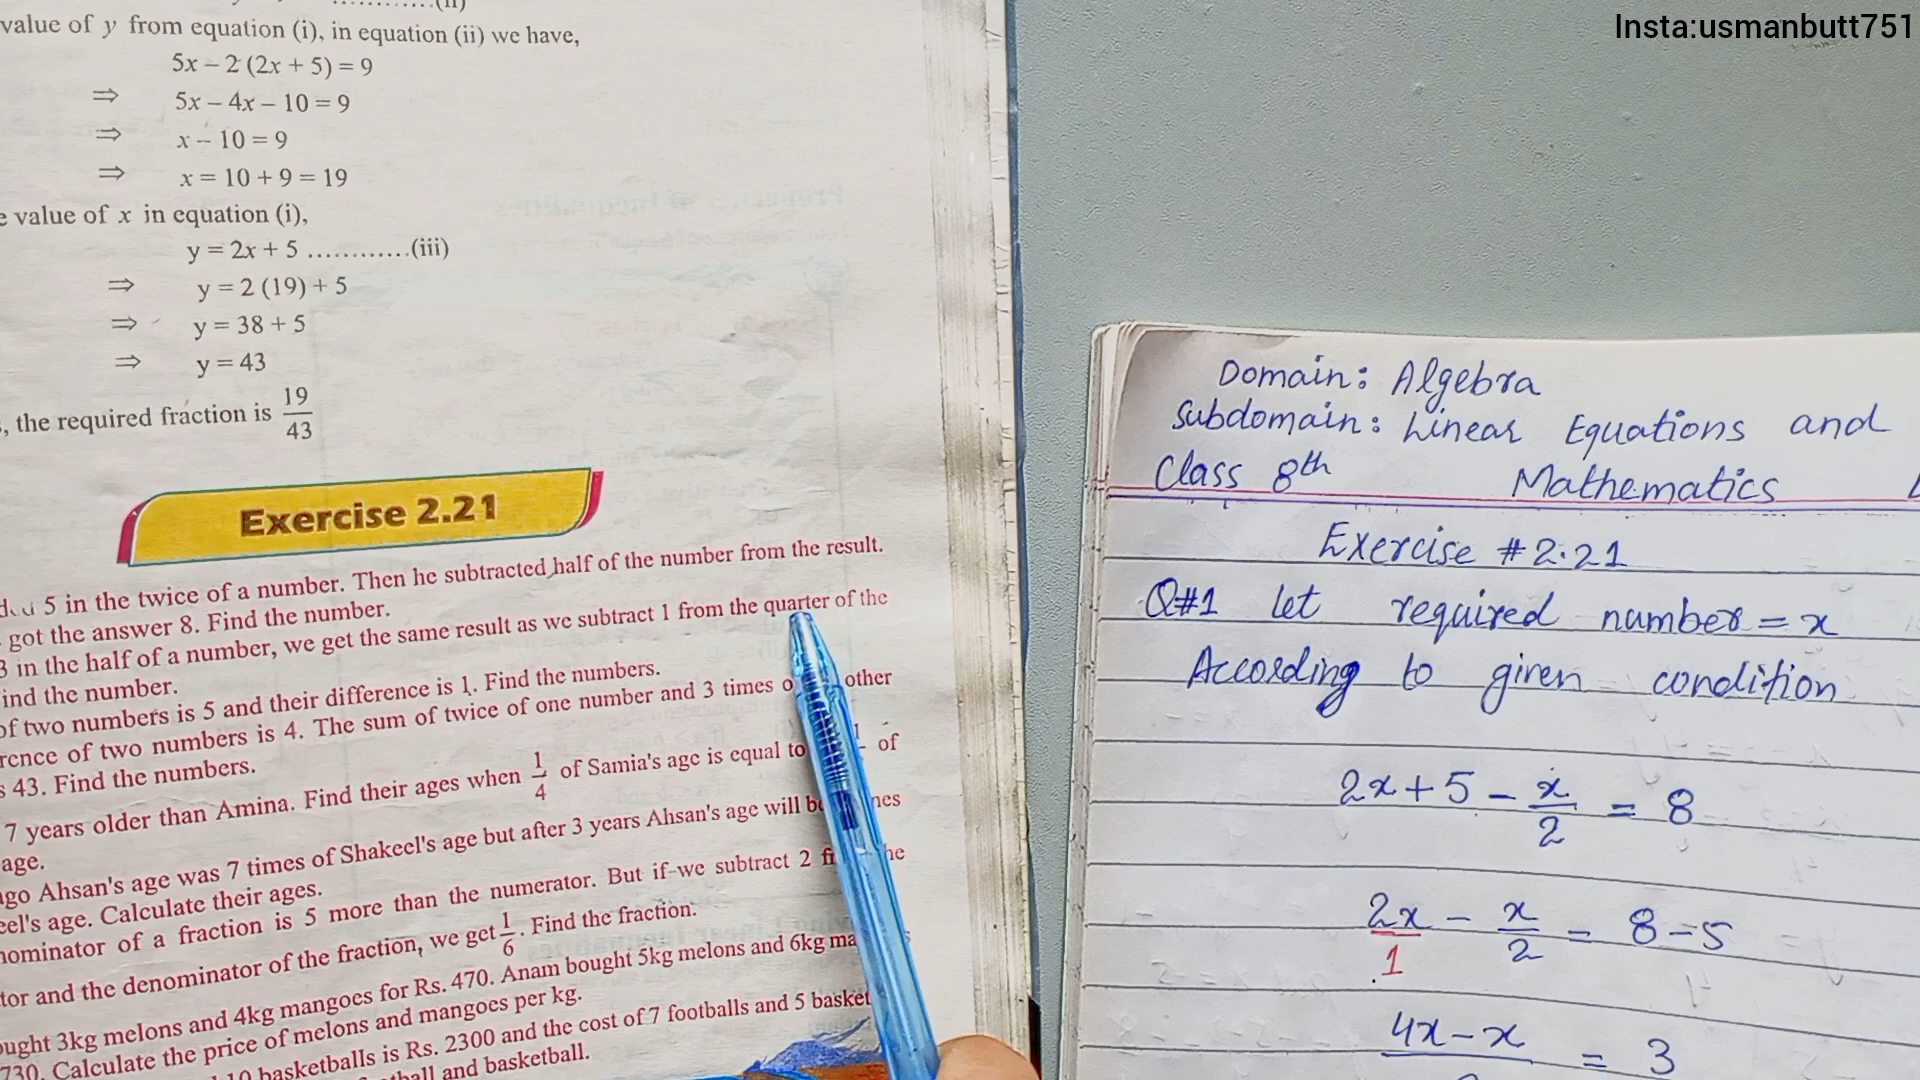 Insta:usmanbutt751
value of y from equation (i), in equation (ii) we have,
5x – 2 (2x + 5) = 9
⇒ 5x – 4x – 10 = 9
⇒ x – 10 = 9
⇒ x = 10 + 9 = 19
value of x in equation (i),
y = 2x + 5 ............(iii)
⇒ y = 2 (19) + 5
⇒ y = 38 + 5
⇒ y = 43
, the required fraction is 19/43
Exercise 2.21
5 in the twice of a number. Then he subtracted half of the number from the result.
got the answer 8. Find the number.
3 in the half of a number, we get the same result as we subtract 1 from the quarter of the
ind the number.
of two numbers is 5 and their difference is 1. Find the numbers.
rence of two numbers is 4. The sum of twice of one number and 3 times o other
s 43. Find the numbers.
7 years older than Amina. Find their ages when 1/4 of Samia's age is equal to of
age.
ago Ahsan's age was 7 times of Shakeel's age but after 3 years Ahsan's age will be mes
eel's age. Calculate their ages.
nominator of a fraction is 5 more than the numerator. But if we subtract 2 he
tor and the denominator of the fraction, we get 1/6. Find the fraction.
ought 3kg melons and 4kg mangoes for Rs. 470. Anam bought 5kg melons and 6kg ma
730. Calculate the price of melons and mangoes per kg.
10 basketballs is Rs. 2300 and the cost of 7 footballs and 5 basket
ball and basketball.
Domain: Algebra
Subdomain: Linear Equations and
Class 8th Mathematics
Exercise #2.21
Q#1 let required number = x
According to given condition
2x + 5 – x/2 = 8
2x/1 – x/2 = 8 – 5
4x – x = 3